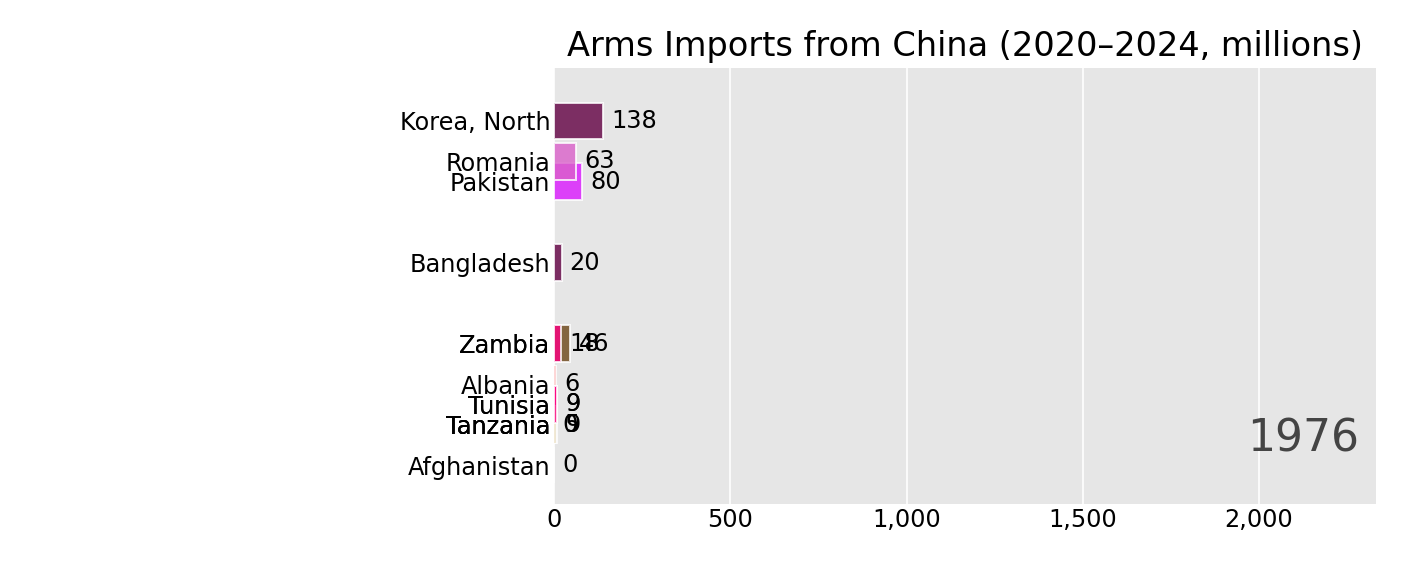 Arms Imports from China (2020–2024, millions)
Korea, North 138
Romania 63
Pakistan 80
Bangladesh 20
Zambia 46
Albania 6
Tunisia 9
Tanzania
Afghanistan 0
1976
0 500 1,000 1,500 2,000